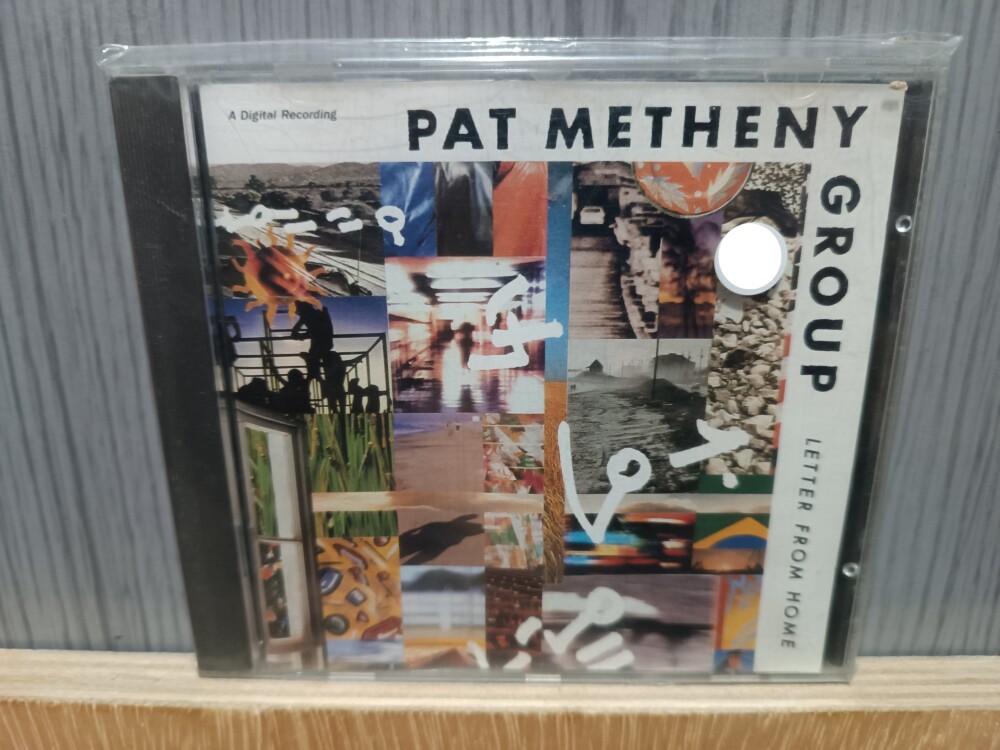 A Digital Recording
PAT METHENY
GROUP
LETTER FROM HOME